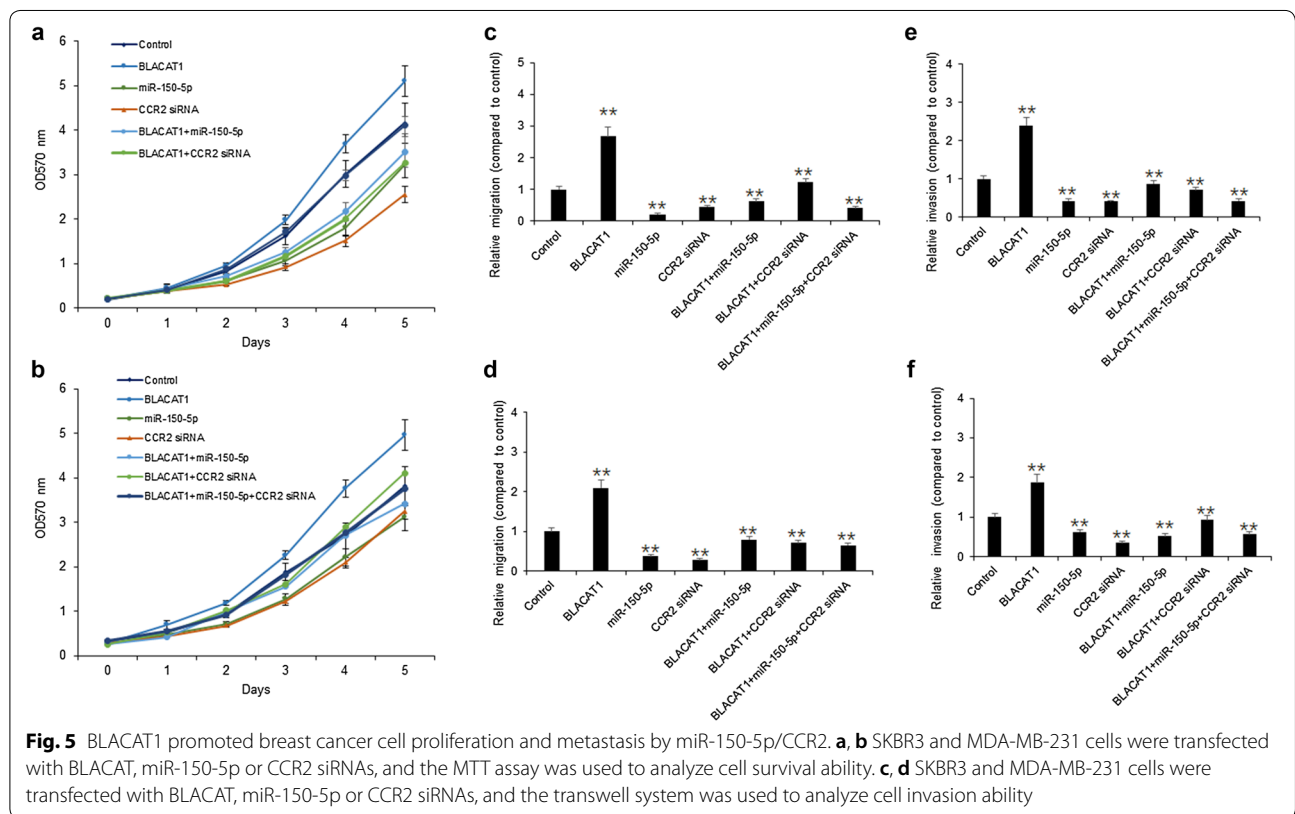 a
6
5
4
3
2
1
0
OD570 nm
0 1 2 3 4 5
Days
Control
BLACAT1
miR-150-5p
CCR2 siRNA
BLACAT1+miR-150-5p
BLACAT1+CCR2 siRNA
b
6
5
4
3
2
1
0
OD570 nm
0 1 2 3 4 5
Days
Control
BLACAT1
miR-150-5p
CCR2 siRNA
BLACAT1+miR-150-5p
BLACAT1+CCR2 siRNA
BLACAT1+miR-150-5p+CCR2 siRNA
c
Relative migration (compared to control)
5
4
3
2
1
0
** ** ** ** ** **
Control
BLACAT1
miR-150-5p
CCR2 siRNA
BLACAT1+miR-150-5p
BLACAT1+CCR2 siRNA
BLACAT1+miR-150-5p+CCR2 siRNA
d
Relative migration (compared to control)
4
3
2
1
0
** ** ** ** ** **
Control
BLACAT1
miR-150-5p
CCR2 siRNA
BLACAT1+miR-150-5p
BLACAT1+CCR2 siRNA
BLACAT1+miR-150-5p+CCR2 siRNA
e
Relative invasion (compared to control)
4
3
2
1
0
** ** ** ** ** **
Control
BLACAT1
miR-150-5p
CCR2 siRNA
BLACAT1+miR-150-5p
BLACAT1+CCR2 siRNA
BLACAT1+miR-150-5p+CCR2 siRNA
f
Relative invasion (compared to control)
4
3
2
1
0
** ** ** ** ** **
Control
BLACAT1
miR-150-5p
CCR2 siRNA
BLACAT1+miR-150-5p
BLACAT1+CCR2 siRNA
BLACAT1+miR-150-5p+CCR2 siRNA
Fig. 5 BLACAT1 promoted breast cancer cell proliferation and metastasis by miR-150-5p/CCR2. a, b SKBR3 and MDA-MB-231 cells were transfected
with BLACAT, miR-150-5p or CCR2 siRNAs, and the MTT assay was used to analyze cell survival ability. c, d SKBR3 and MDA-MB-231 cells were
transfected with BLACAT, miR-150-5p or CCR2 siRNAs, and the transwell system was used to analyze cell invasion ability